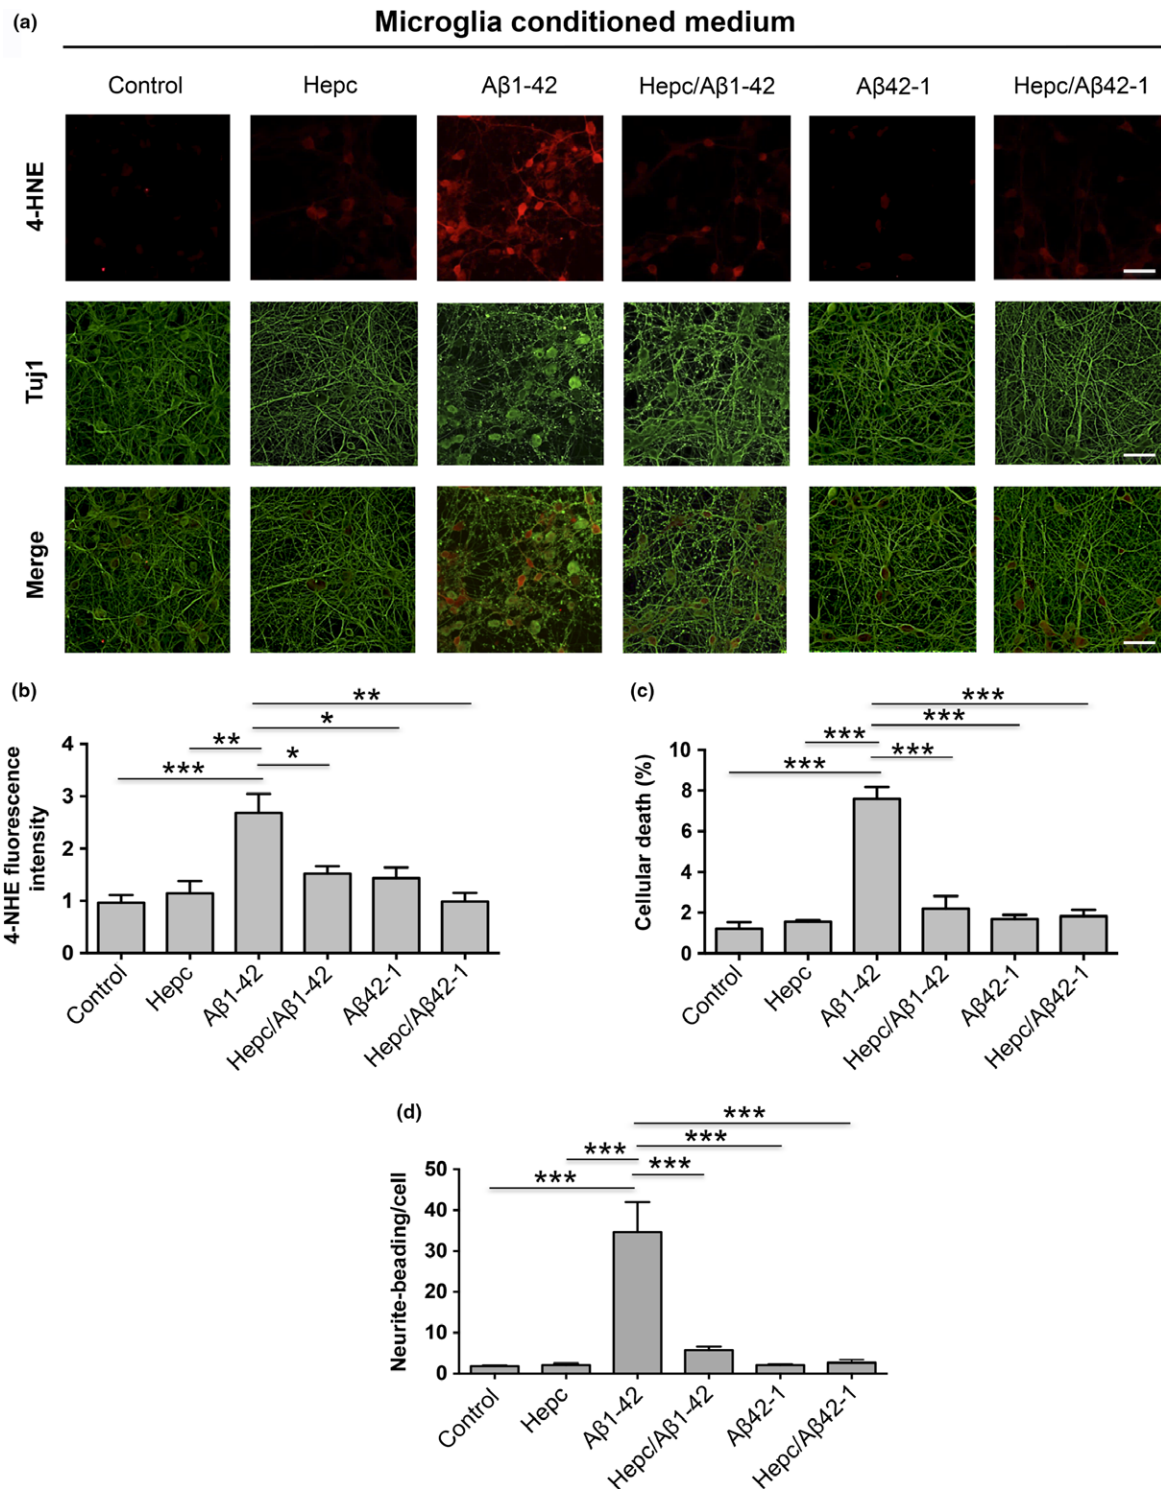 (a)
Microglia conditioned medium
Control Hepc Aβ1-42 Hepc/Aβ1-42 Aβ42-1 Hepc/Aβ42-1
4-HNE
Tuj1
Merge
(b)
** 
*
**
*
***
4-NHE fluorescence
intensity
4
3
2
1
0
Control Hepc Aβ1-42 Hepc/Aβ1-42 Aβ42-1 Hepc/Aβ42-1
(c)
***
***
***
***
***
Cellular death (%)
10
8
6
4
2
0
Control Hepc Aβ1-42 Hepc/Aβ1-42 Aβ42-1 Hepc/Aβ42-1
(d)
***
***
***
***
***
Neurite-beading/cell
50
40
30
20
10
0
Control Hepc Aβ1-42 Hepc/Aβ1-42 Aβ42-1 Hepc/Aβ42-1